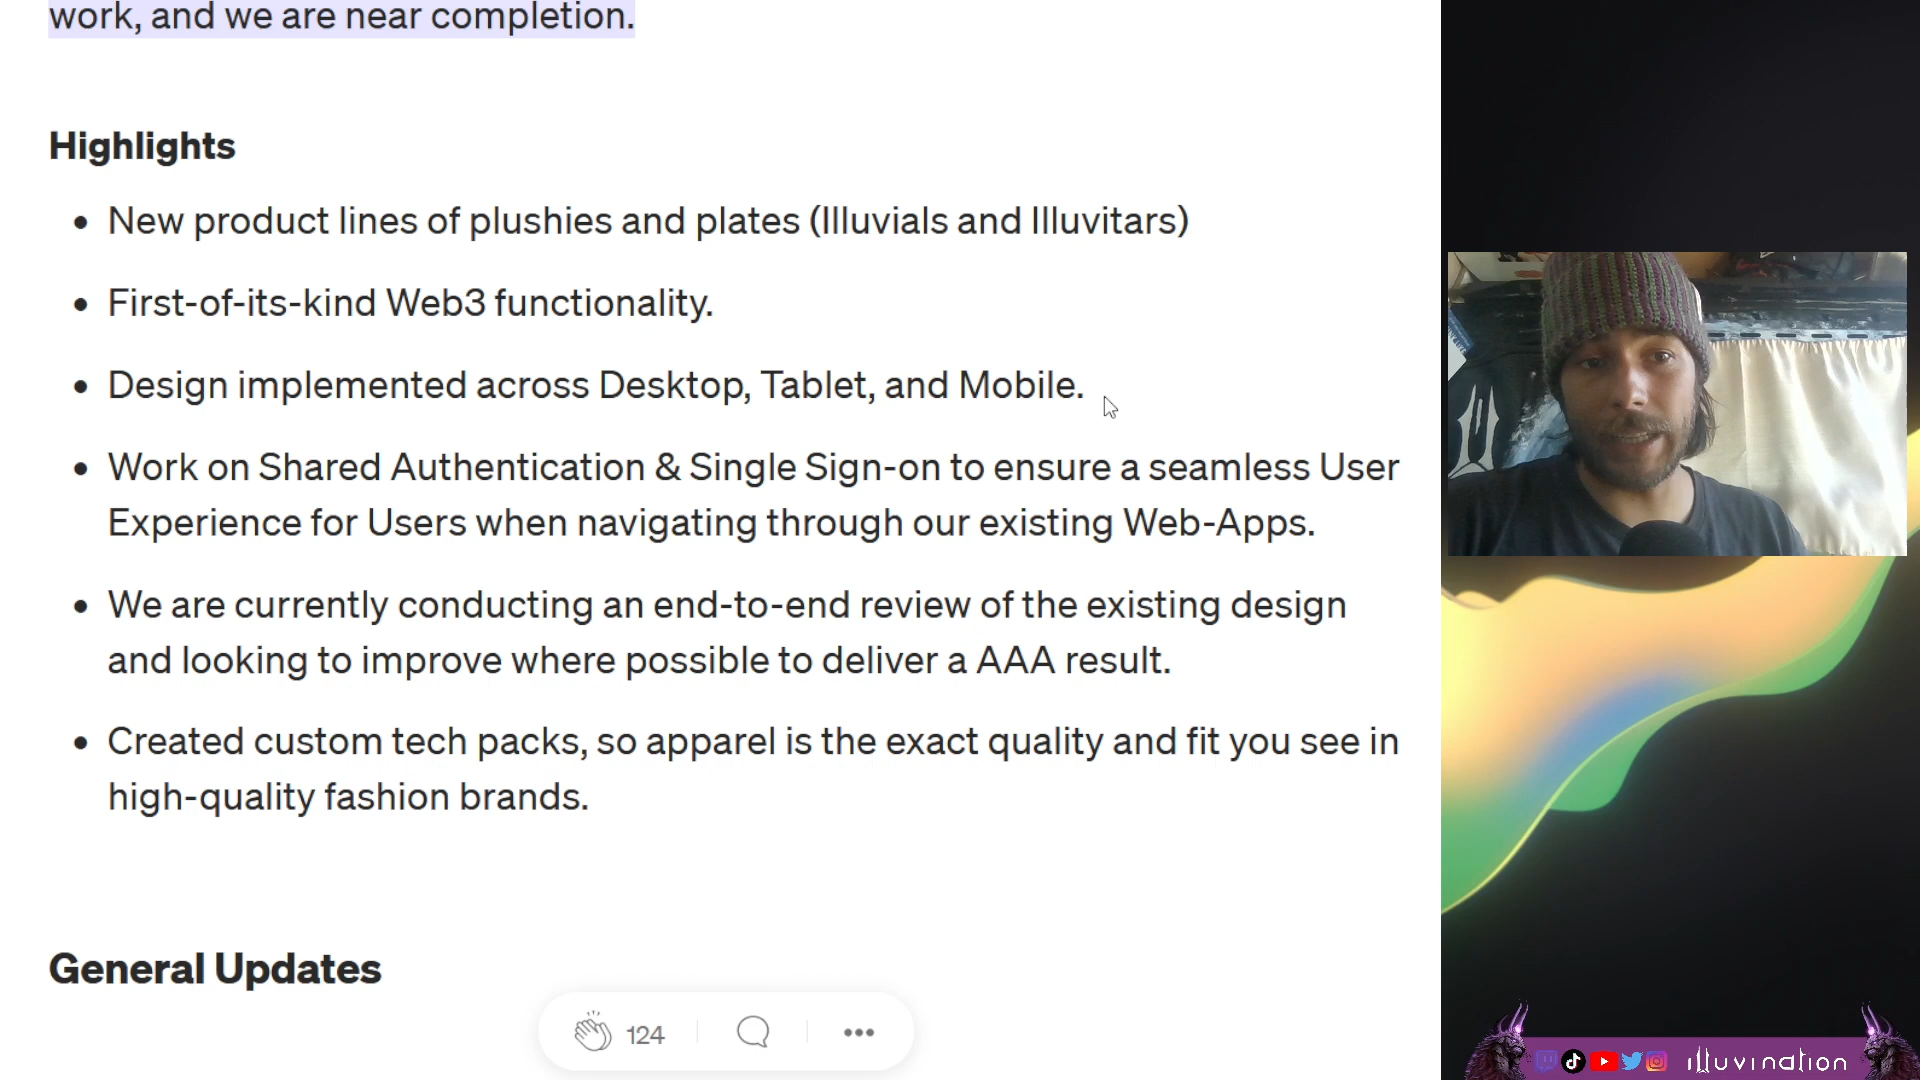 work, and we are near completion.
Highlights
• New product lines of plushies and plates (Illuvials and Illuvitars)
• First-of-its-kind Web3 functionality.
• Design implemented across Desktop, Tablet, and Mobile.
• Work on Shared Authentication & Single Sign-on to ensure a seamless User
Experience for Users when navigating through our existing Web-Apps.
• We are currently conducting an end-to-end review of the existing design
and looking to improve where possible to deliver a AAA result.
• Created custom tech packs, so apparel is the exact quality and fit you see in
high-quality fashion brands.
General Updates
124
illuvination